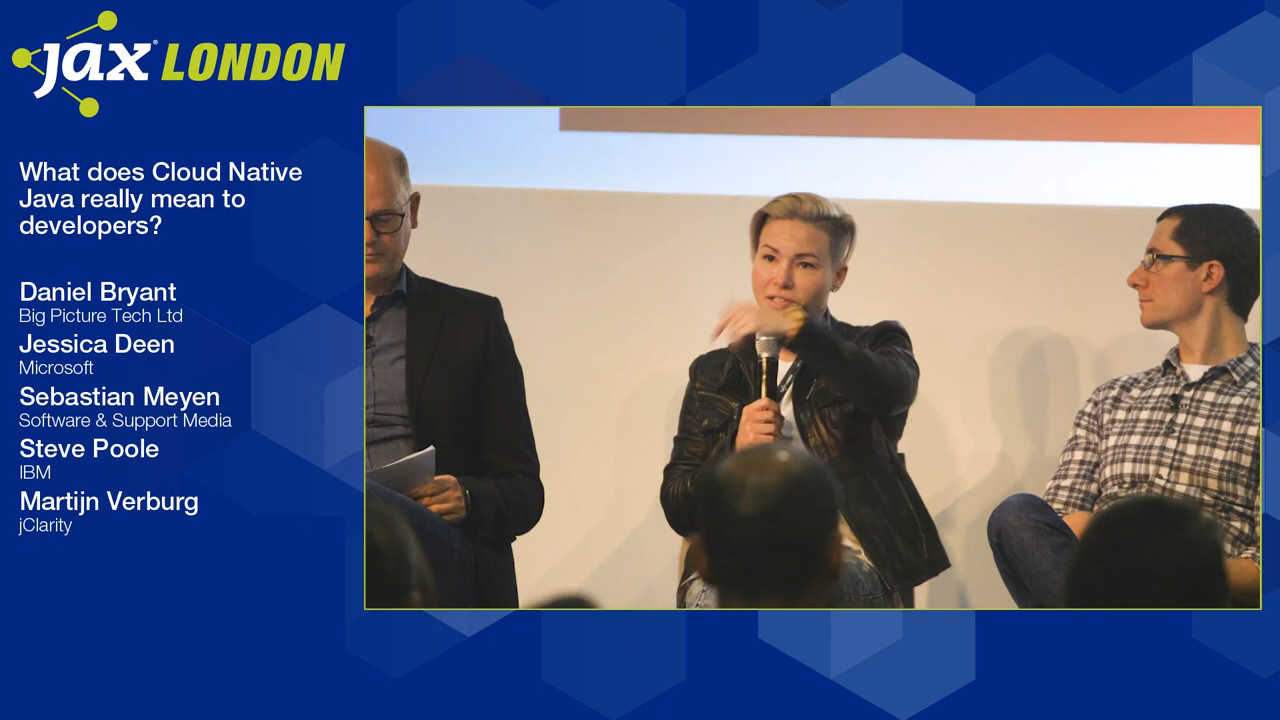 jax® LONDON
What does Cloud Native
Java really mean to
developers?
Daniel Bryant
Big Picture Tech Ltd
Jessica Deen
Microsoft
Sebastian Meyen
Software & Support Media
Steve Poole
IBM
Martijn Verburg
jClarity